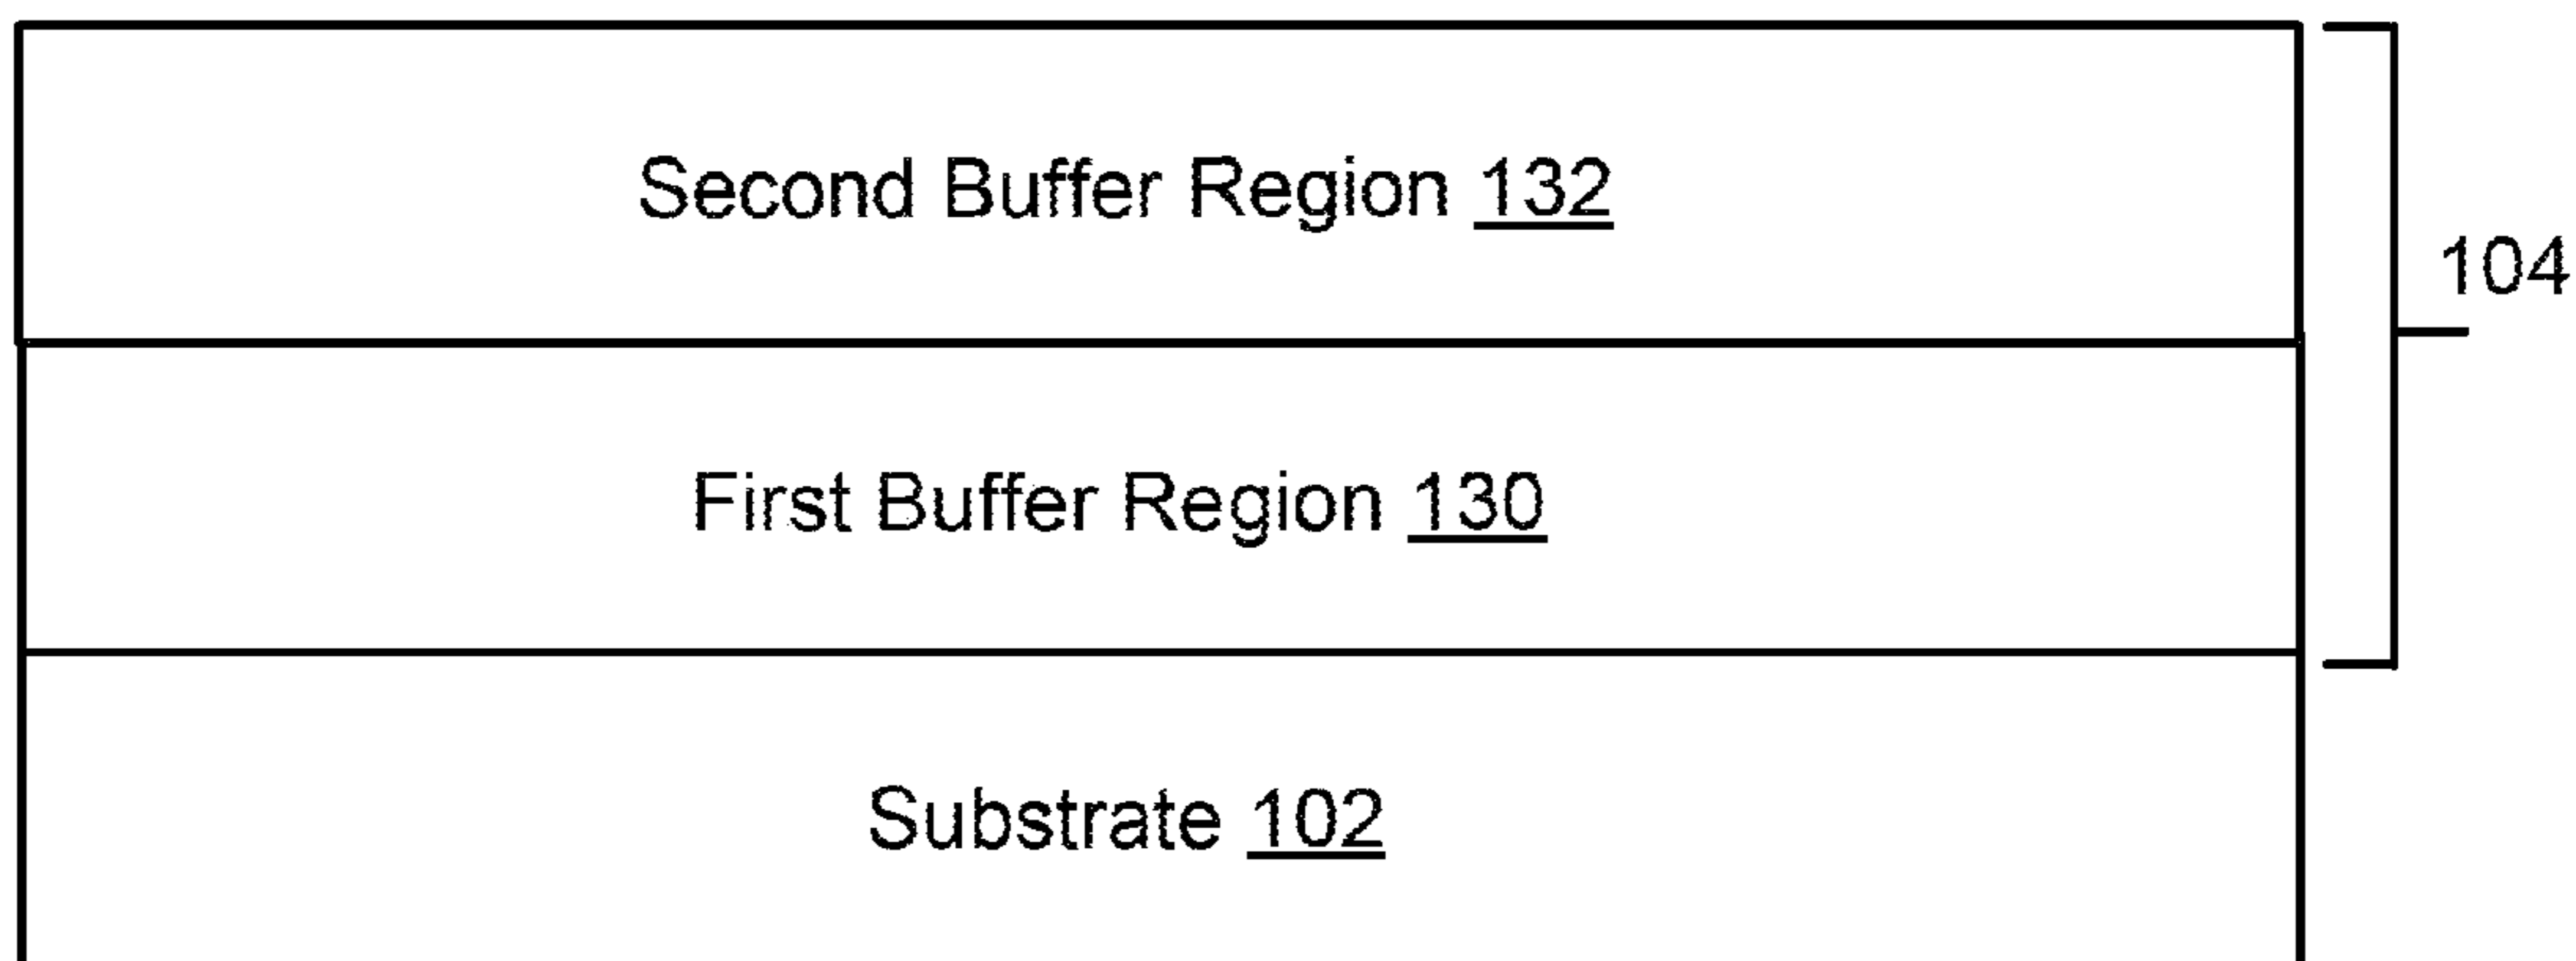 Second Buffer Region 132
104
First Buffer Region 130
Substrate 102